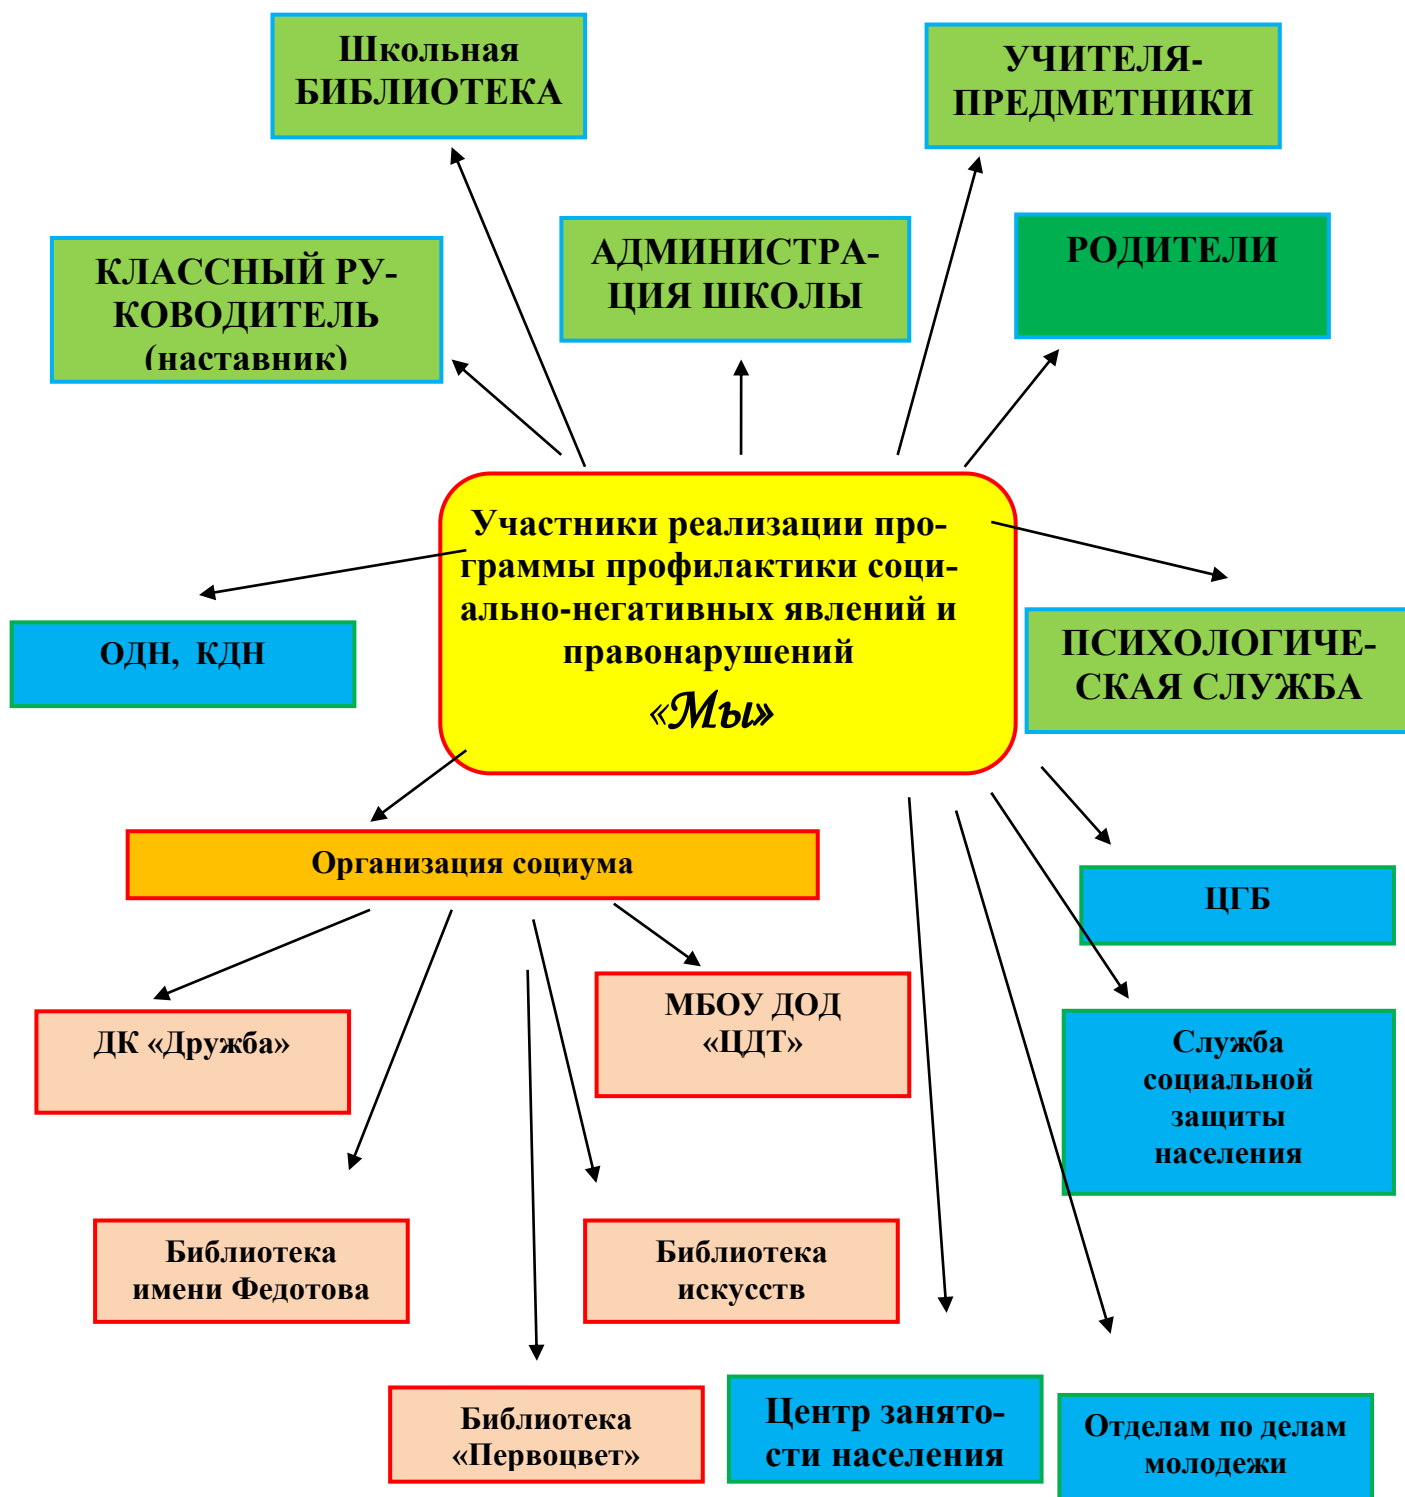 Школьная
БИБЛИОТЕКА
УЧИТЕЛЯ-
ПРЕДМЕТНИКИ
КЛАССНЫЙ РУ-
КОВОДИТЕЛЬ
(наставник)
АДМИНИСТРА-
ЦИЯ ШКОЛЫ
РОДИТЕЛИ
Участники реализации про-
граммы профилактики соци-
ально-негативных явлений и
правонарушений
«Мы»
ОДН, КДН
ПСИХОЛОГИЧЕ-
СКАЯ СЛУЖБА
Организация социума
ЦГБ
ДК «Дружба»
МБОУ ДОД
«ЦДТ»
Служба
социальной
защиты
населения
Библиотека
имени Федотова
Библиотека
искусств
Библиотека
«Первоцвет»
Центр занято-
сти населения
Отделам по делам
молодежи